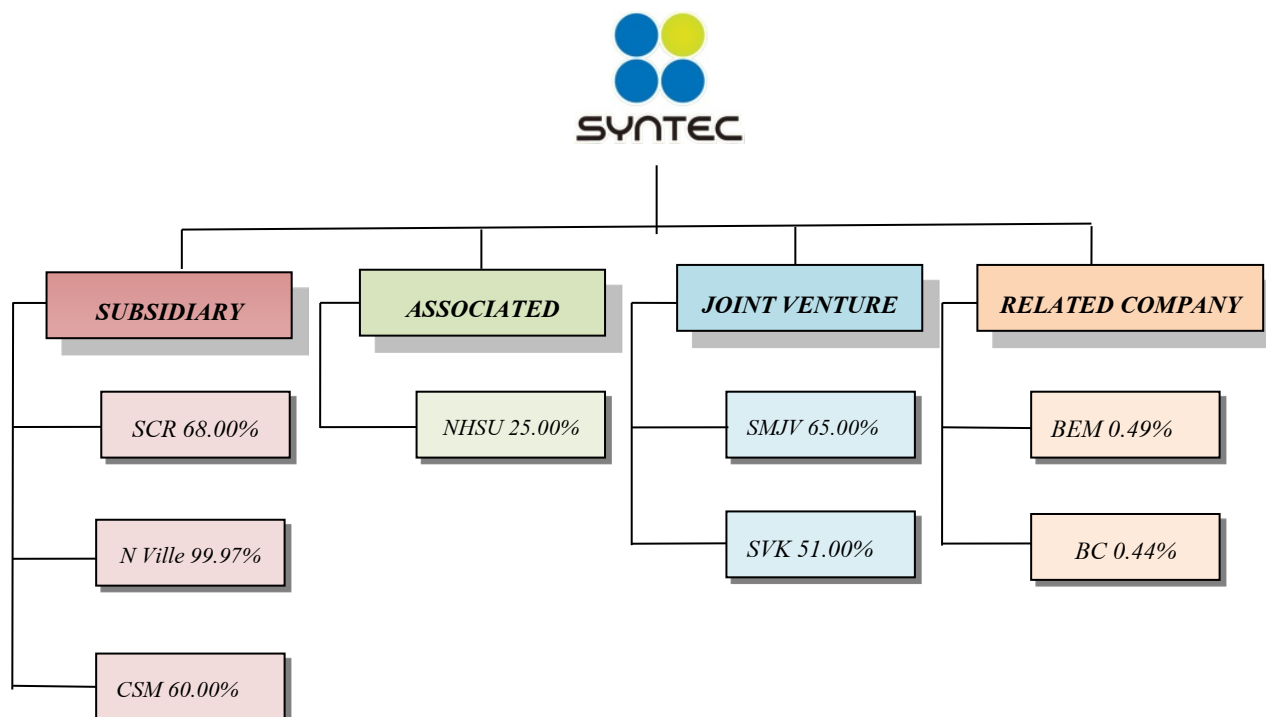 SYNTEC
SUBSIDIARY
ASSOCIATED
JOINT VENTURE
RELATED COMPANY
SCR 68.00%
NHSU 25.00%
SMJV 65.00%
BEM 0.49%
N Ville 99.97%
SVK 51.00%
BC 0.44%
CSM 60.00%